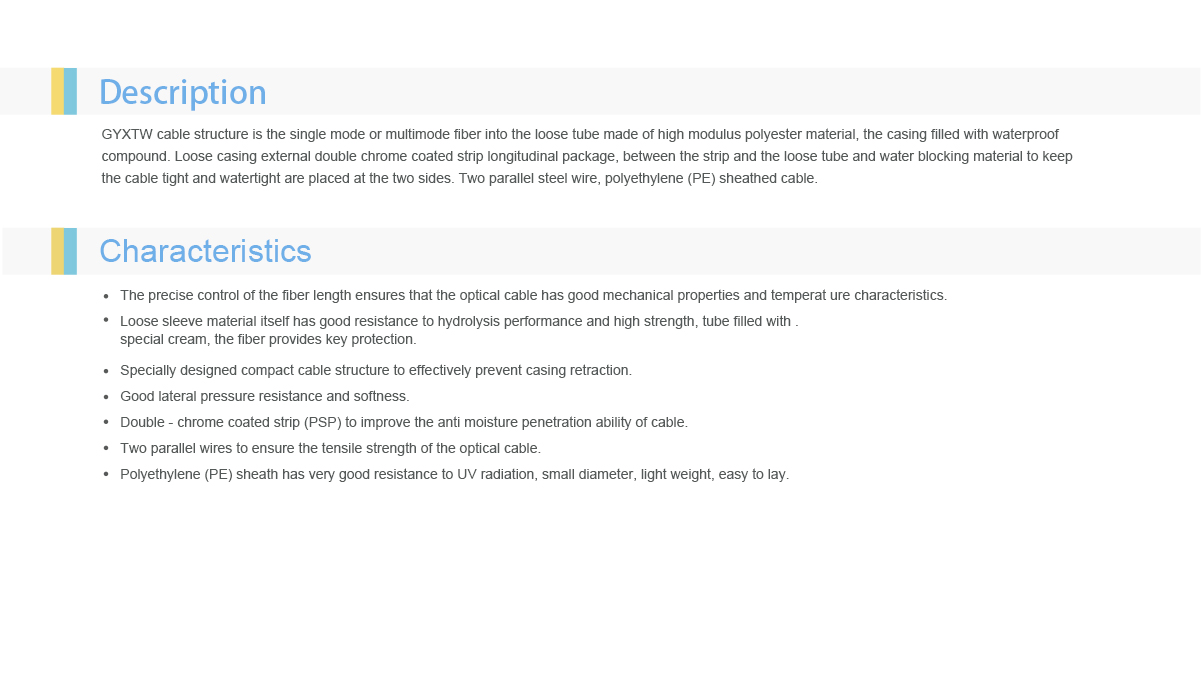 Description
GYXTW cable structure is the single mode or multimode fiber into the loose tube made of high modulus polyester material, the casing filled with waterproof
compound. Loose casing external double chrome coated strip longitudinal package, between the strip and the loose tube and water blocking material to keep
the cable tight and watertight are placed at the two sides. Two parallel steel wire, polyethylene (PE) sheathed cable.
Characteristics
• The precise control of the fiber length ensures that the optical cable has good mechanical properties and temperat ure characteristics.
• Loose sleeve material itself has good resistance to hydrolysis performance and high strength, tube filled with .
special cream, the fiber provides key protection.
• Specially designed compact cable structure to effectively prevent casing retraction.
• Good lateral pressure resistance and softness.
• Double - chrome coated strip (PSP) to improve the anti moisture penetration ability of cable.
• Two parallel wires to ensure the tensile strength of the optical cable.
• Polyethylene (PE) sheath has very good resistance to UV radiation, small diameter, light weight, easy to lay.